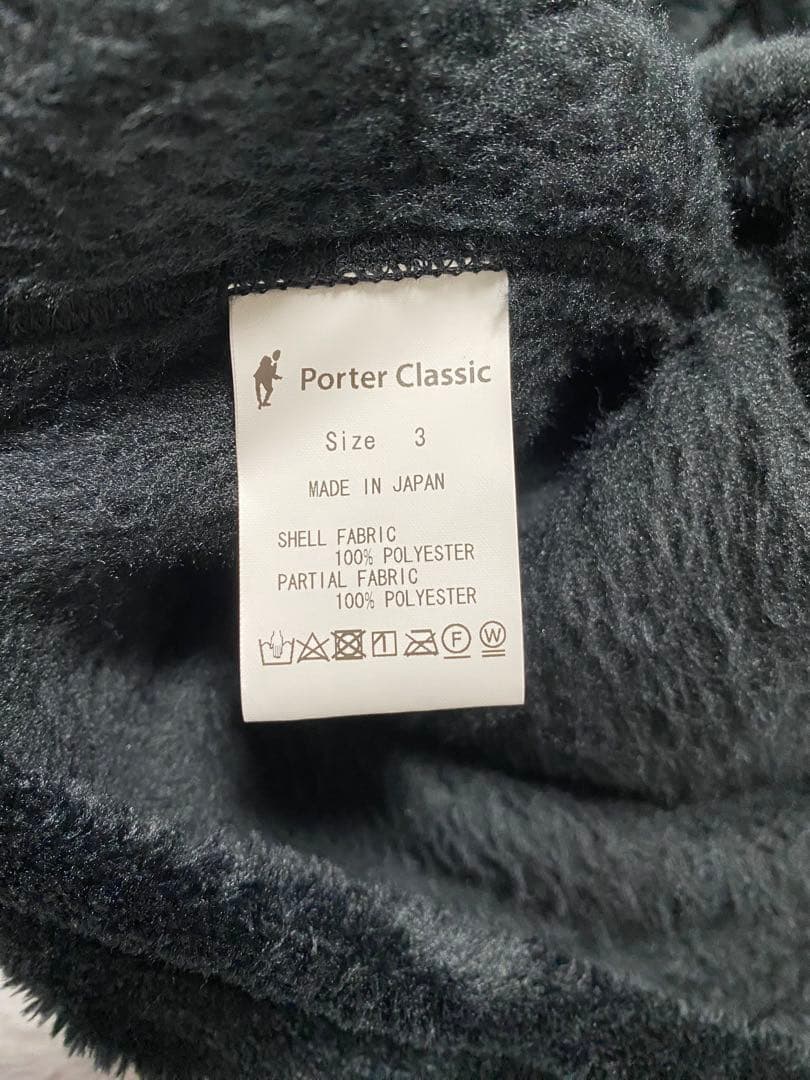 Porter Classic
Size 3
MADE IN JAPAN
SHELL FABRIC
100% POLYESTER
PARTIAL FABRIC
100% POLYESTER
F W